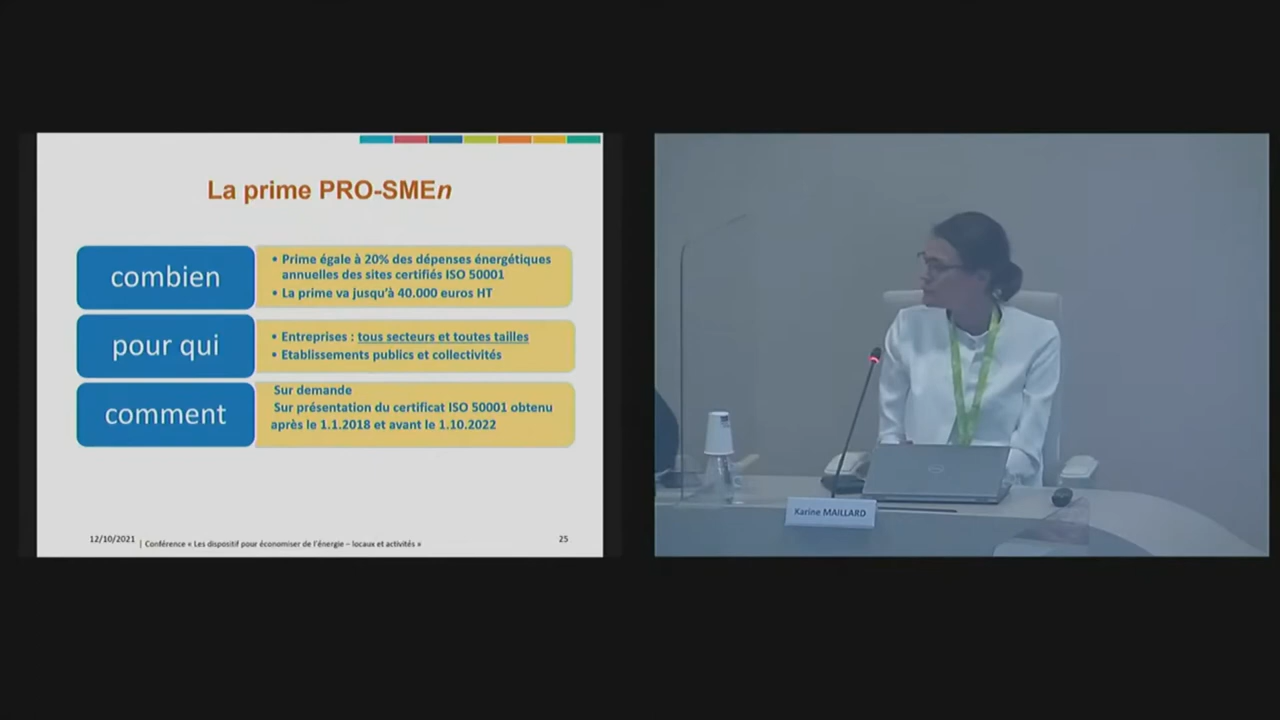 La prime PRO-SMEn
combien
• Prime égale à 20% des dépenses énergétiques
annuelles des sites certifiés ISO 50001
• La prime va jusqu'à 40.000 euros HT
pour qui
• Entreprises : tous secteurs et toutes tailles
• Etablissements publics et collectivités
comment
Sur demande
Sur présentation du certificat ISO 50001 obtenu
après le 1.1.2018 et avant le 1.10.2022
12/10/2021 | Conférence « Les dispositif pour économiser de l'énergie – locaux et activités » 25
Karine MAILLARD
DELL